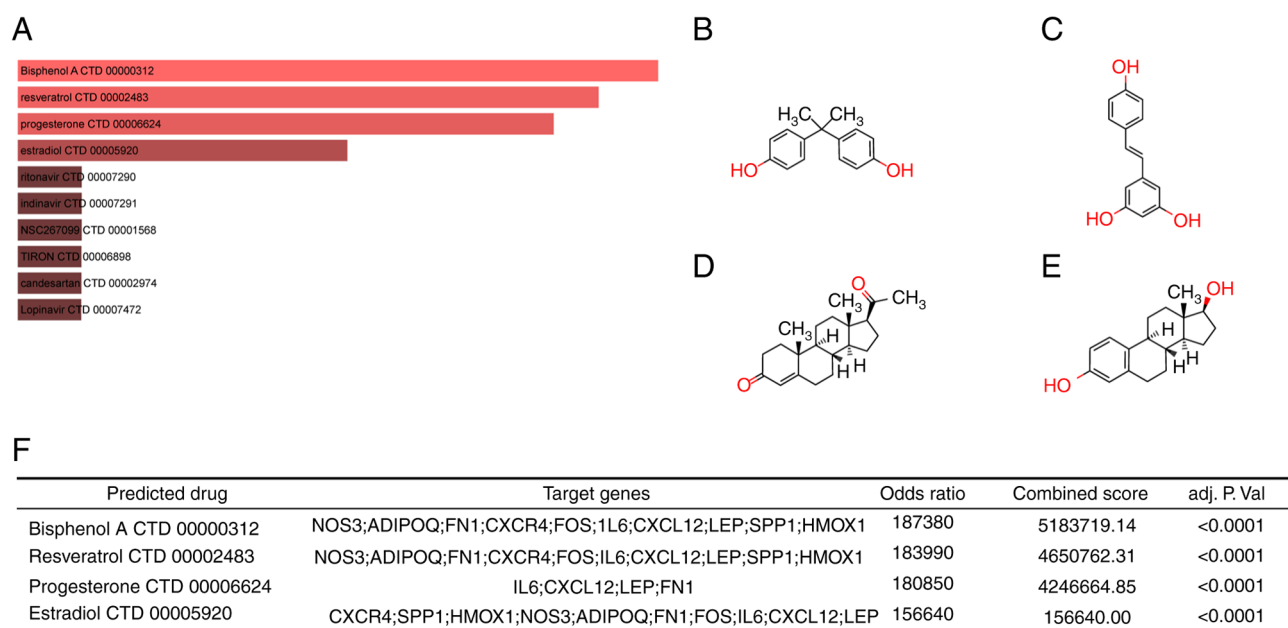 A
Bisphenol A CTD 00000312
resveratrol CTD 00002483
progesterone CTD 00006624
estradiol CTD 00005920
ritonavir CTD 00007290
indinavir CTD 00007291
NSC267099 CTD 00001568
TIRON CTD 00006898
candesartan CTD 00002974
Lopinavir CTD 00007472
B
H₃C CH₃
HO OH
C
OH
HO OH
D
O
CH₃ CH₃
CH₃
H
H H
O
E
CH₃ OH
H
H H
HO
F
Predicted drug Target genes Odds ratio Combined score adj. P. Val
Bisphenol A CTD 00000312 NOS3;ADIPOQ;FN1;CXCR4;FOS;1L6;CXCL12;LEP;SPP1;HMOX1 187380 5183719.14 <0.0001
Resveratrol CTD 00002483 NOS3;ADIPOQ;FN1;CXCR4;FOS;IL6;CXCL12;LEP;SPP1;HMOX1 183990 4650762.31 <0.0001
Progesterone CTD 00006624 IL6;CXCL12;LEP;FN1 180850 4246664.85 <0.0001
Estradiol CTD 00005920 CXCR4;SPP1;HMOX1;NOS3;ADIPOQ;FN1;FOS;IL6;CXCL12;LEP 156640 156640.00 <0.0001